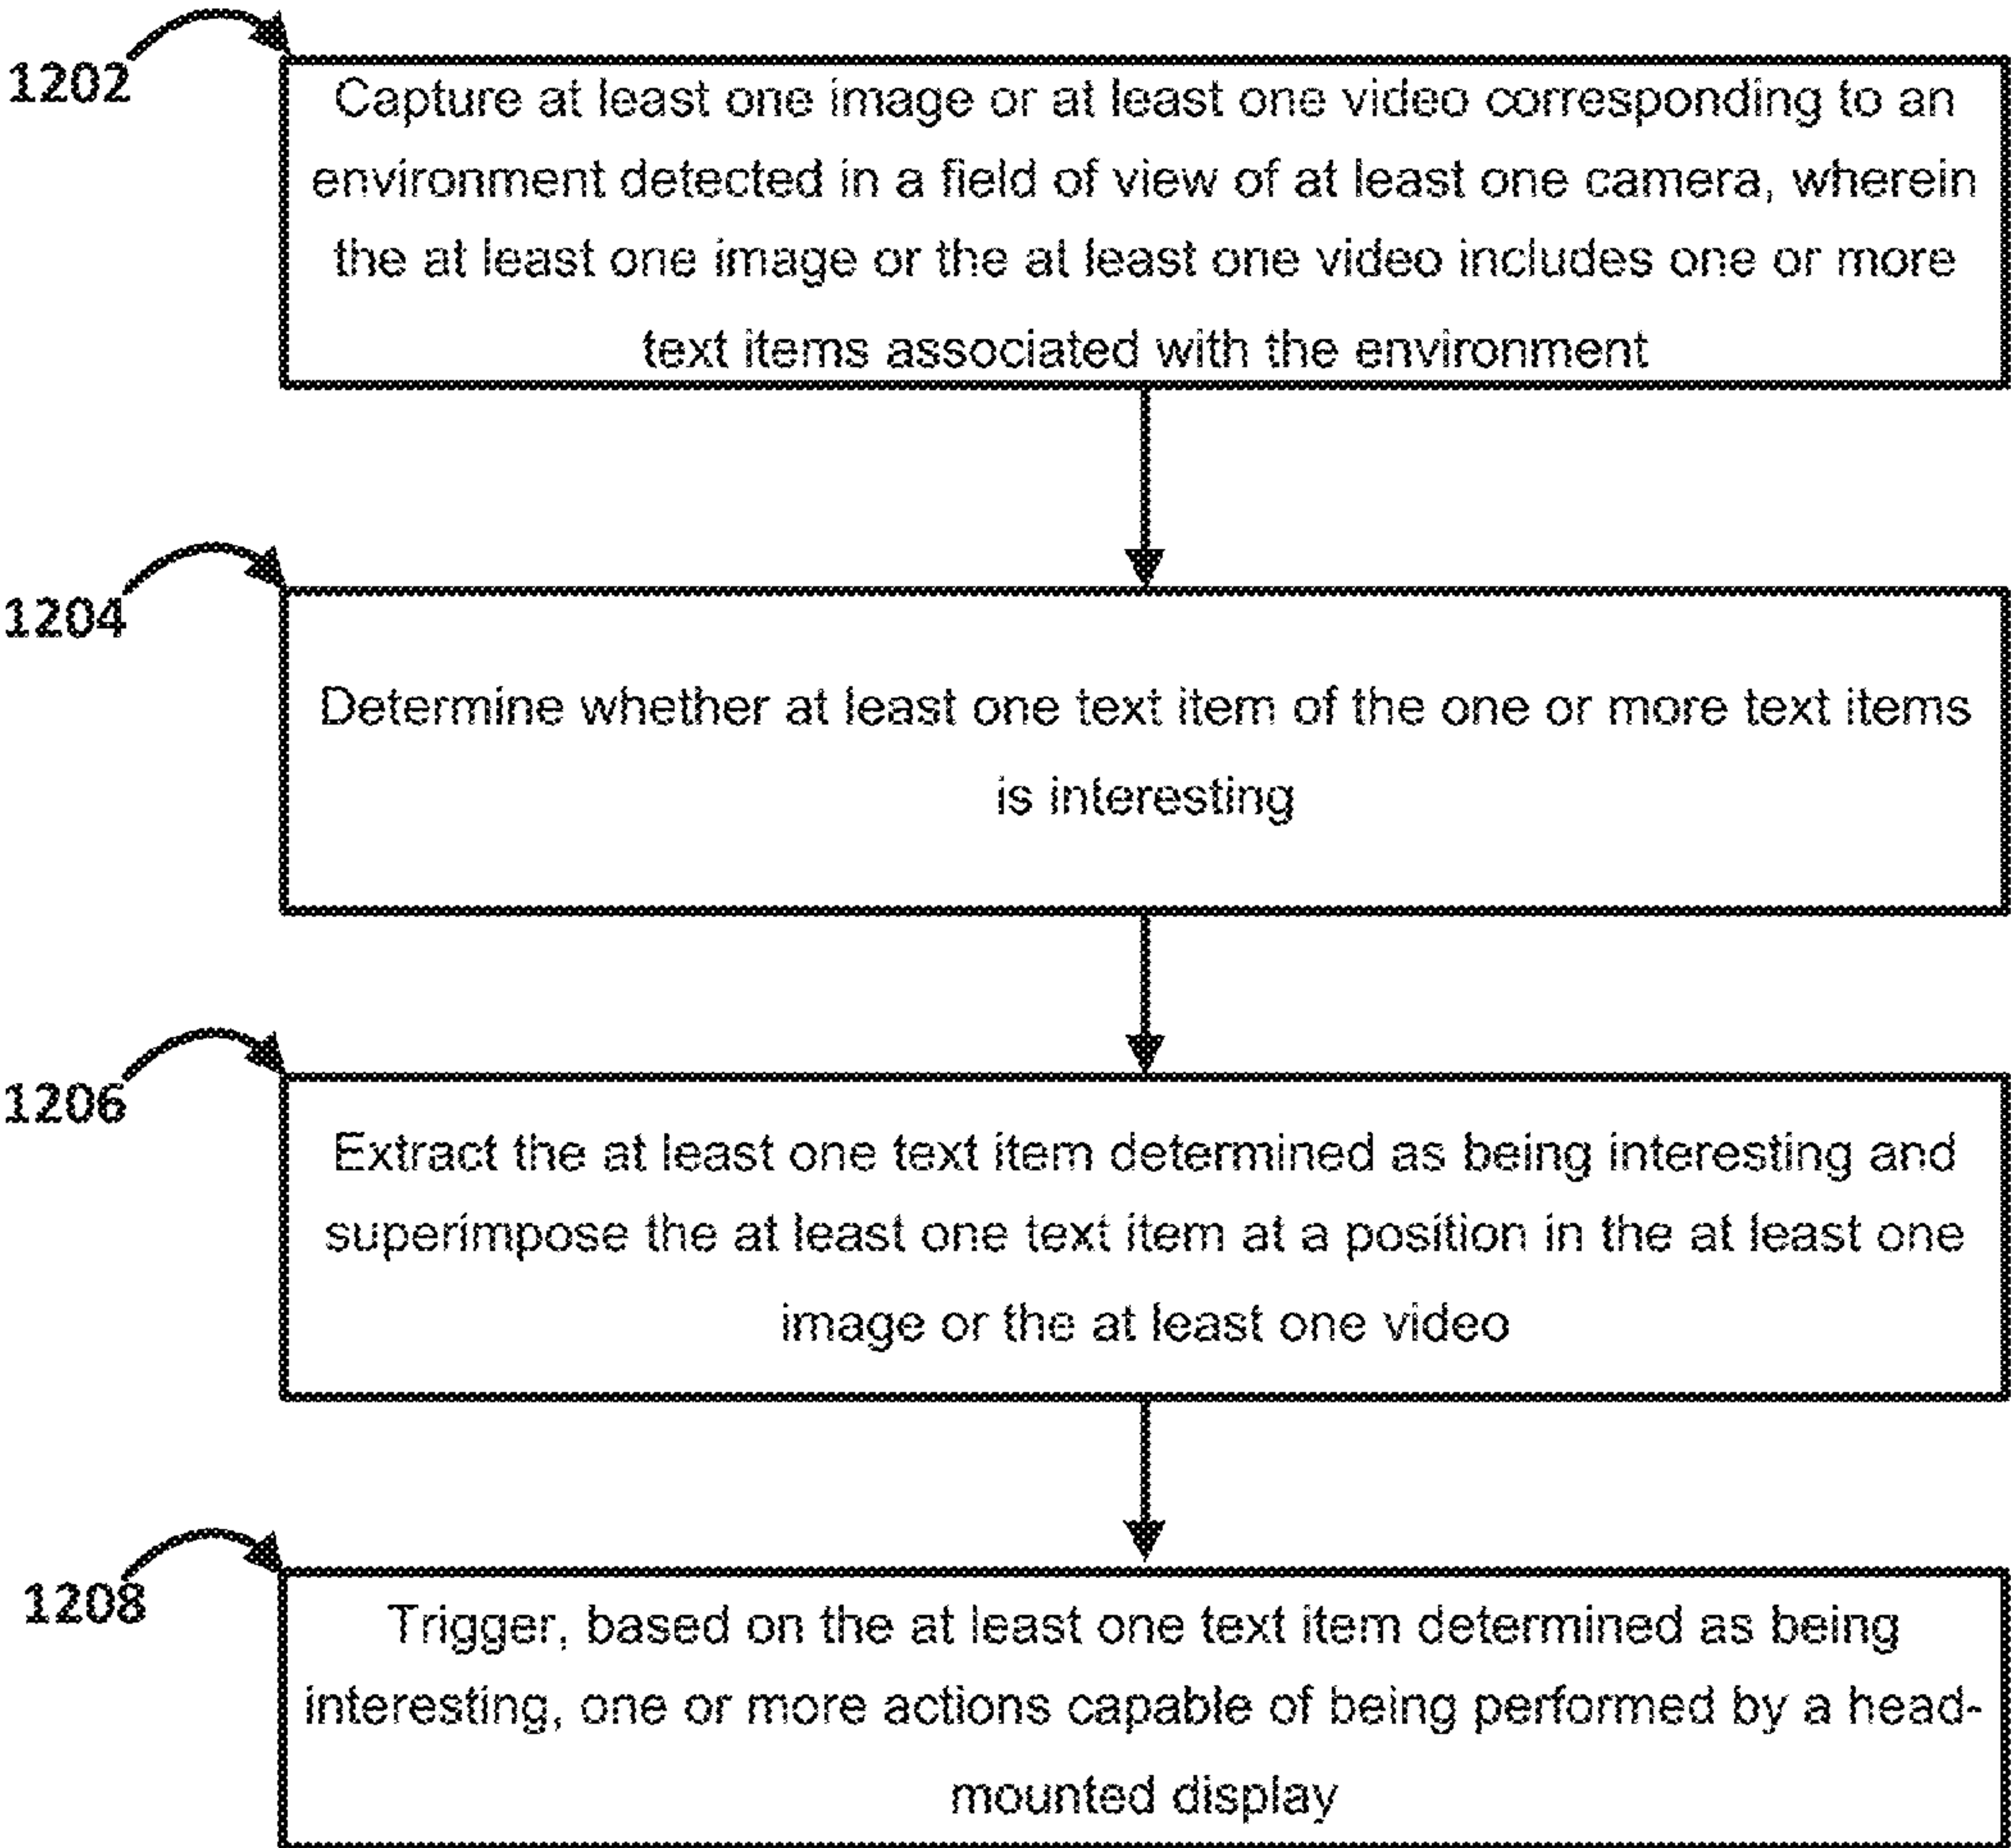 1202
Capture at least one image or at least one video corresponding to an
environment detected in a field of view of at least one camera, wherein
the at least one image or the at least one video includes one or more
text items associated with the environment
1204
Determine whether at least one text item of the one or more text items
is interesting
1206
Extract the at least one text item determined as being interesting and
superimpose the at least one text item at a position in the at least one
image or the at least one video
1208
Trigger, based on the at least one text item determined as being
interesting, one or more actions capable of being performed by a head-
mounted display